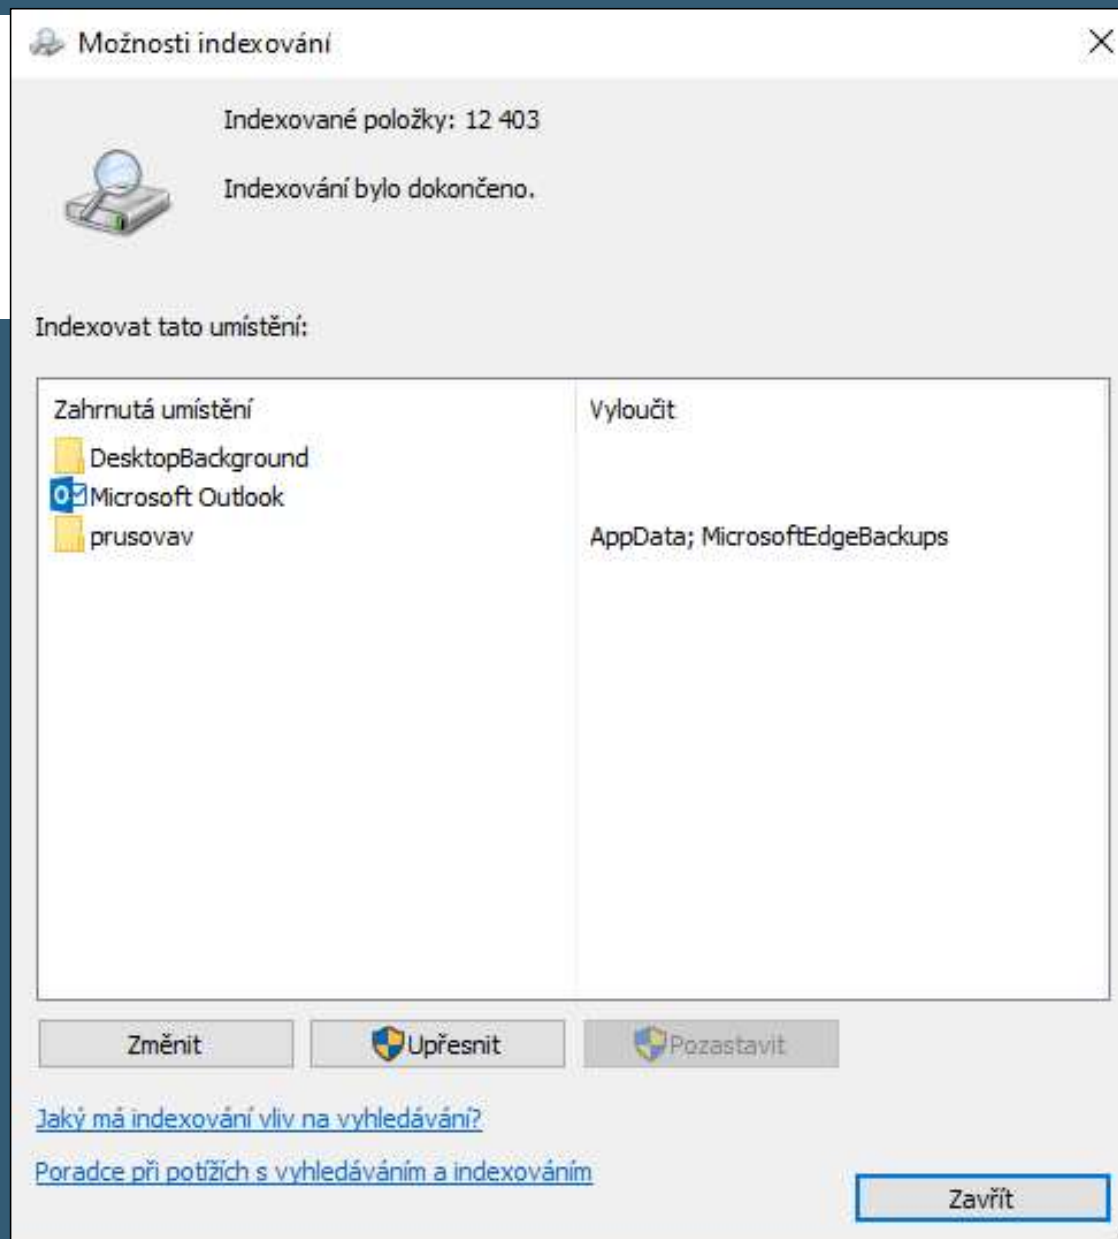 Možnosti indexování
Indexované položky: 12 403
Indexování bylo dokončeno.
Indexovat tato umístění:
Zahrnutá umístění Vyloučit
DesktopBackground
Microsoft Outlook
prusovav AppData; MicrosoftEdgeBackups
Změnit Upřesnit Pozastavit
Jaký má indexování vliv na vyhledávání?
Poradce při potížích s vyhledáváním a indexováním
Zavřít